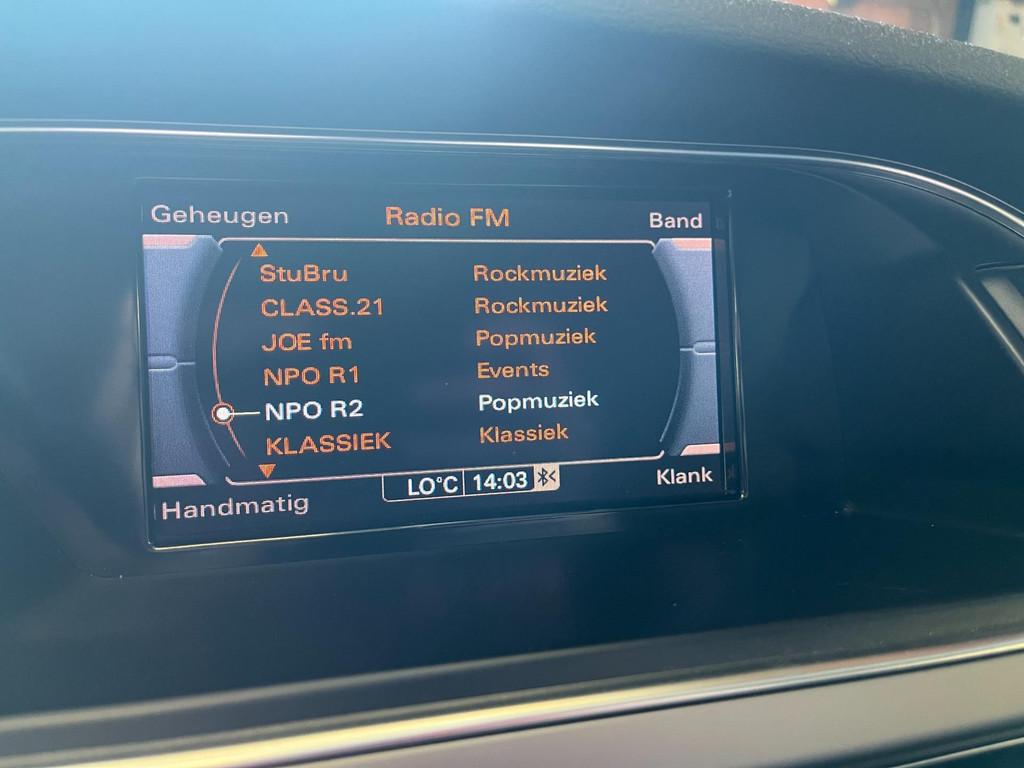 Geheugen Radio FM Band
StuBru Rockmuziek
CLASS.21 Rockmuziek
JOE fm Popmuziek
NPO R1 Events
NPO R2 Popmuziek
KLASSIEK Klassiek
Handmatig LO°C 14:03 Klank